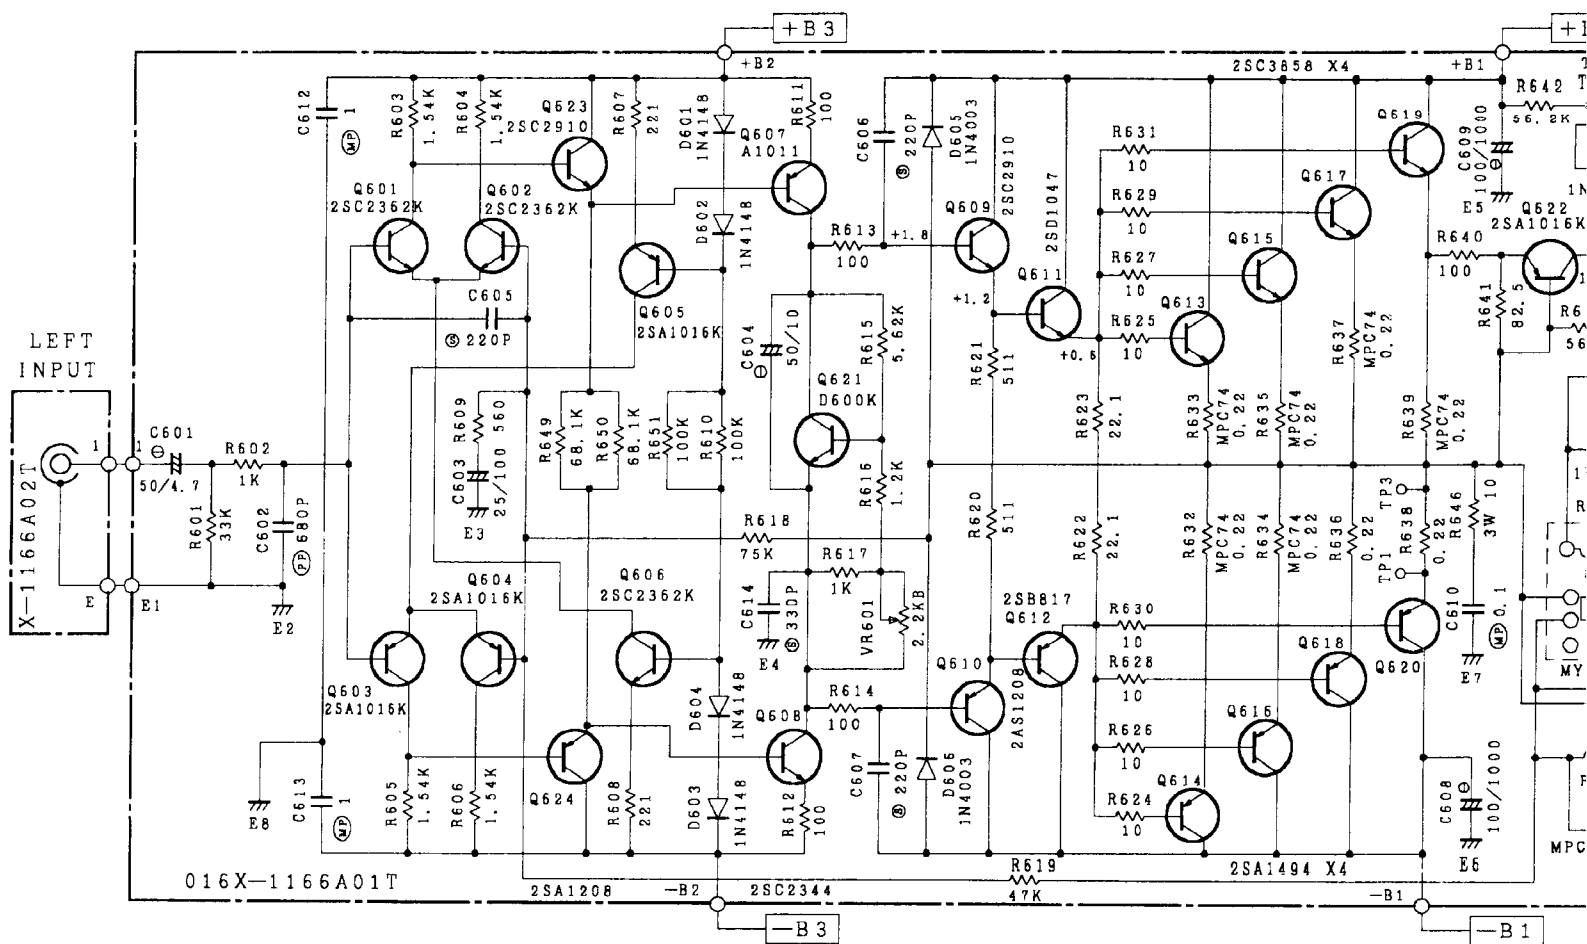 +B3
+B2
+B1
2SC3858 X4
C612
1
MP
R603
1.54K
R604
1.54K
Q623
2SC2910
R607
221
D601
1N4148
R611
100
Q607
A1011
C606
220P
S
D605
1N4003
2SC2910
R631
10
Q619
C609
100/1000
E5
R642
56.2K
1N
Q601
2SC2362K
Q602
2SC2362K
D602
1N4148
Q609
2SD1047
R629
10
Q617
Q622
2SA1016K
R613
100
+1.8
R627
10
Q615
R640
100
R641
82.5
C605
220P
S
Q605
2SA1016K
+1.2
Q611
+0.6
R625
10
Q613
R637
MPC74
0.22
LEFT
INPUT
C604
50/10
R615
5.62K
R621
511
Q621
D600K
R609
560
C603
25/100
E3
R649
68.1K
R650
68.1K
R651
100K
R610
100K
R623
22.1
R633
MPC74
0.22
R635
MPC74
0.22
R639
MPC74
0.22
1
1
C601
50/4.7
R602
1K
R601
33K
C602
680P
PP
R616
1.2K
R620
511
R622
22.1
R632
MPC74
0.22
R634
MPC74
0.22
R636
0.22
TP3
TP1
R638
0.22
R646
3W 10
R618
75K
R617
1K
X-1166A02T
E
E1
E2
Q604
2SA1016K
Q606
2SC2362K
C614
330P
S
E4
VR601
2.2KB
2SB817
Q612
R630
10
Q618
Q620
C610
0.1
MP
E7
MY
Q603
2SA1016K
D604
1N4148
Q608
R614
100
Q610
2AS1208
R628
10
R626
10
Q616
E8
C613
1
MP
R605
1.54K
R606
1.54K
Q624
R608
221
D603
1N4148
R612
100
C607
220P
S
D606
1N4003
Q614
R624
10
C608
100/1000
E6
MPC
016X-1166A01T
2SA1208
-B2
2SC2344
R619
47K
2SA1494 X4
-B1
-B3
-B1